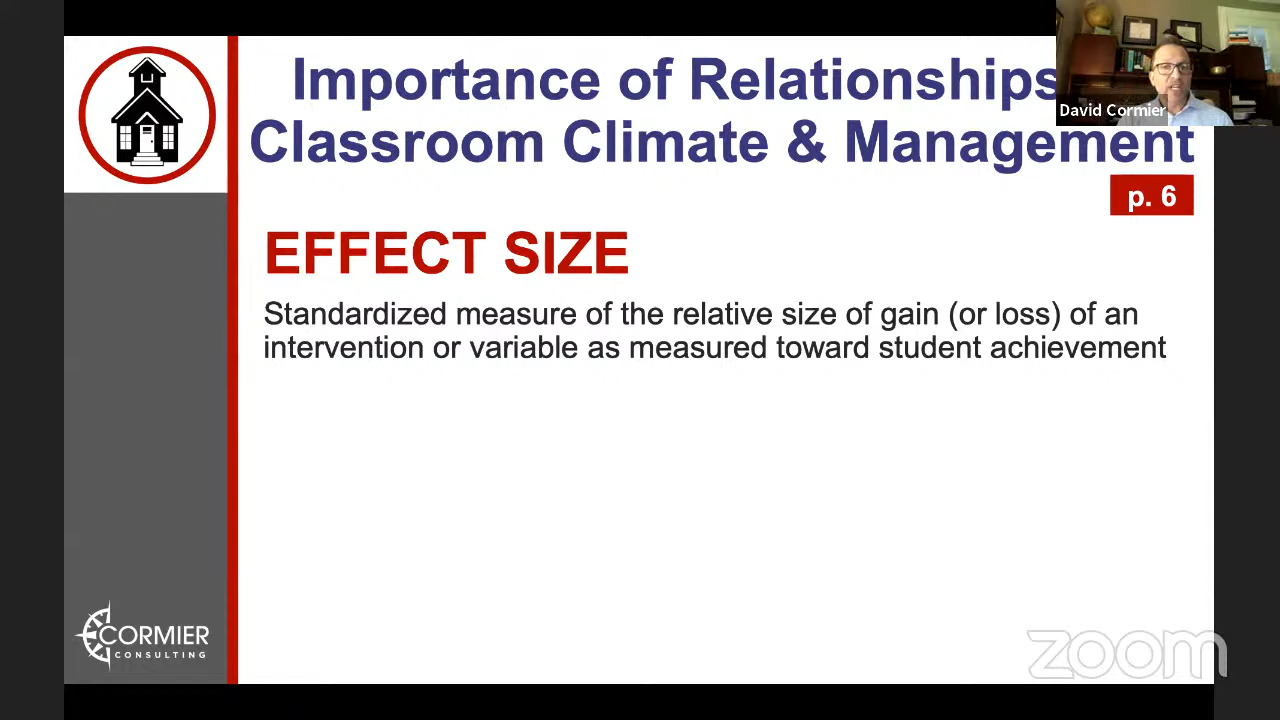 Importance of Relationships
Classroom Climate & Management
David Cormier
p. 6
EFFECT SIZE
Standardized measure of the relative size of gain (or loss) of an
intervention or variable as measured toward student achievement
CORMIER
CONSULTING
zoom